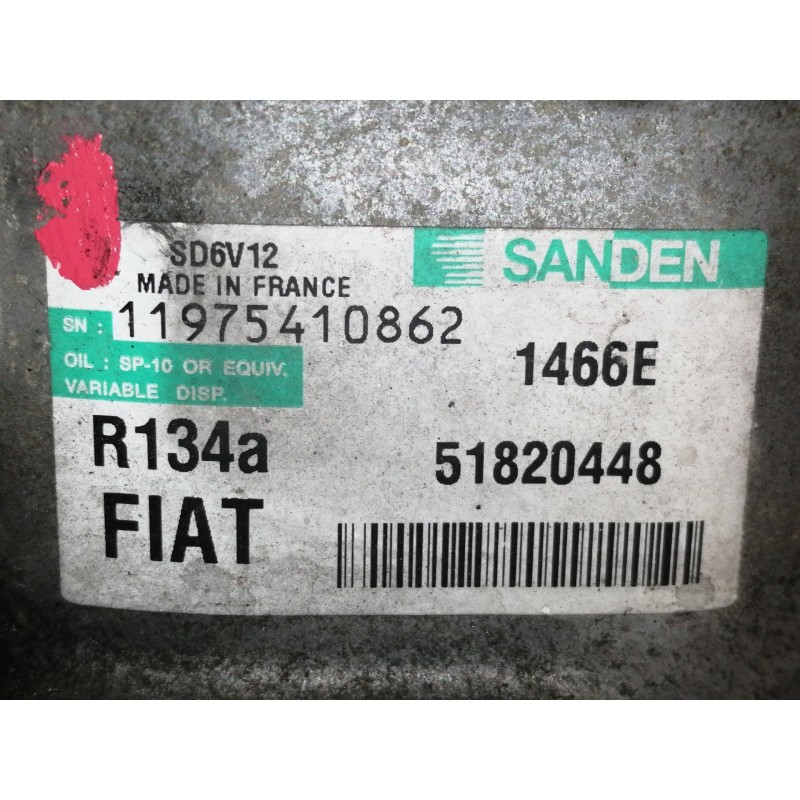 SD6V12
SANDEN
MADE IN FRANCE
SN : 11975410862
OIL : SP-10 OR EQUIV.
VARIABLE DISP.
1466E
R134a
51820448
FIAT